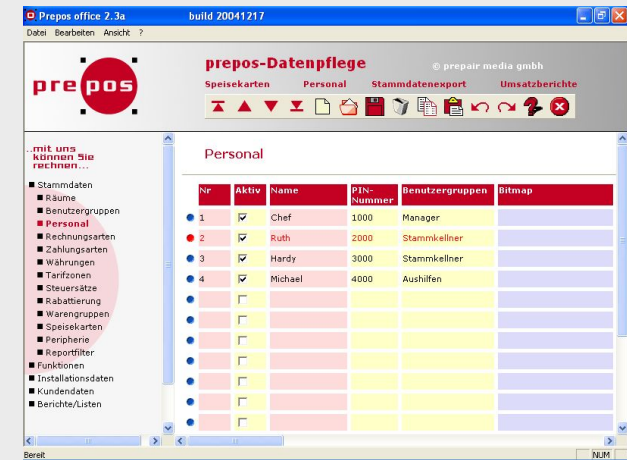 Prepos office 2.3a build 20041217
Datei Bearbeiten Ansicht ?
prepos
prepos-Datenpflege © prepair media gmbh
Speisekarten Personal Stammdatenexport Umsatzberichte
..mit uns
können Sie
rechnen...
Stammdaten
Räume
Benutzergruppen
Personal
Rechnungsarten
Zahlungsarten
Währungen
Tarifzonen
Steuersätze
Rabattierung
Warengruppen
Speisekarten
Peripherie
Reportfilter
Funktionen
Installationsdaten
Kundendaten
Berichte/Listen
Personal
Nr Aktiv Name PIN-Nummer Benutzergruppen Bitmap
1 Chef 1000 Manager
2 Ruth 2000 Stammkellner
3 Hardy 3000 Stammkellner
4 Michael 4000 Aushilfen
Bereit NUM